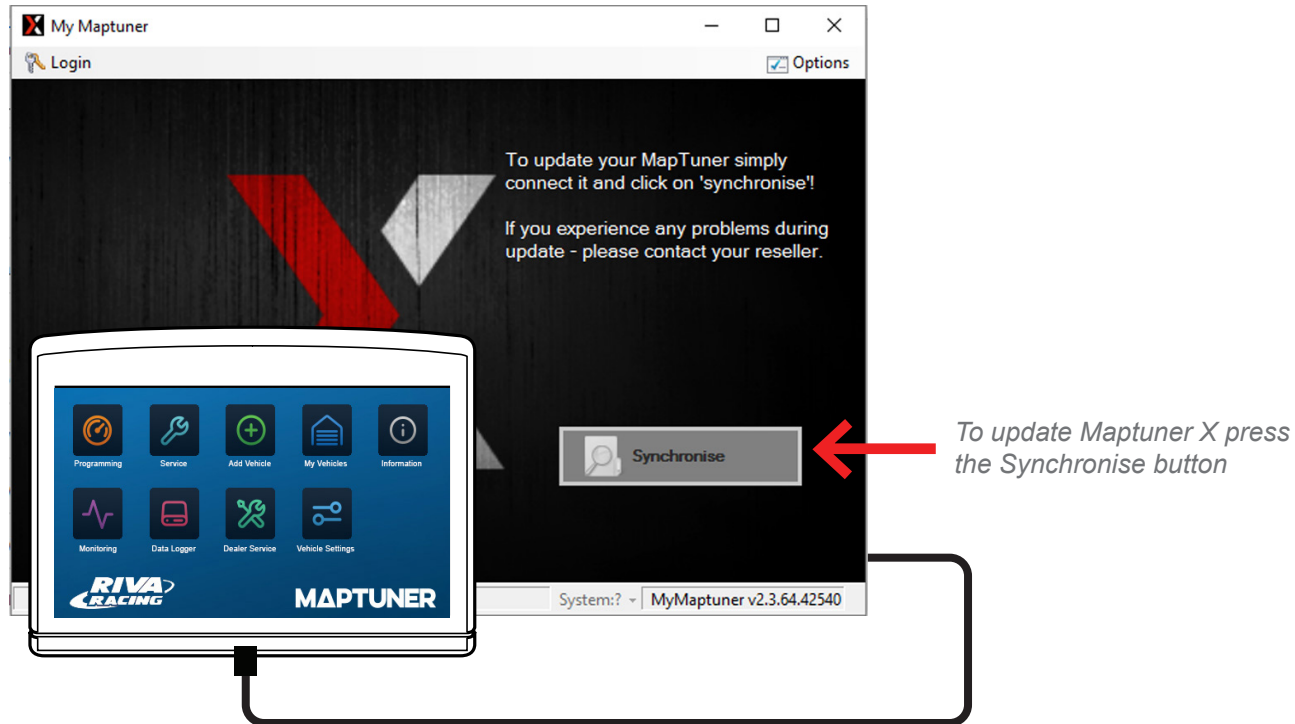 My Maptuner
Login
Options
To update your MapTuner simply
connect it and click on 'synchronise'!
If you experience any problems during
update - please contact your reseller.
Synchronise
To update Maptuner X press
the Synchronise button
Programming
Service
Add Vehicle
My Vehicles
Information
Monitoring
Data Logger
Dealer Service
Vehicle Settings
RIVA
RACING
MAPTUNER
System:?
MyMaptuner v2.3.64.42540